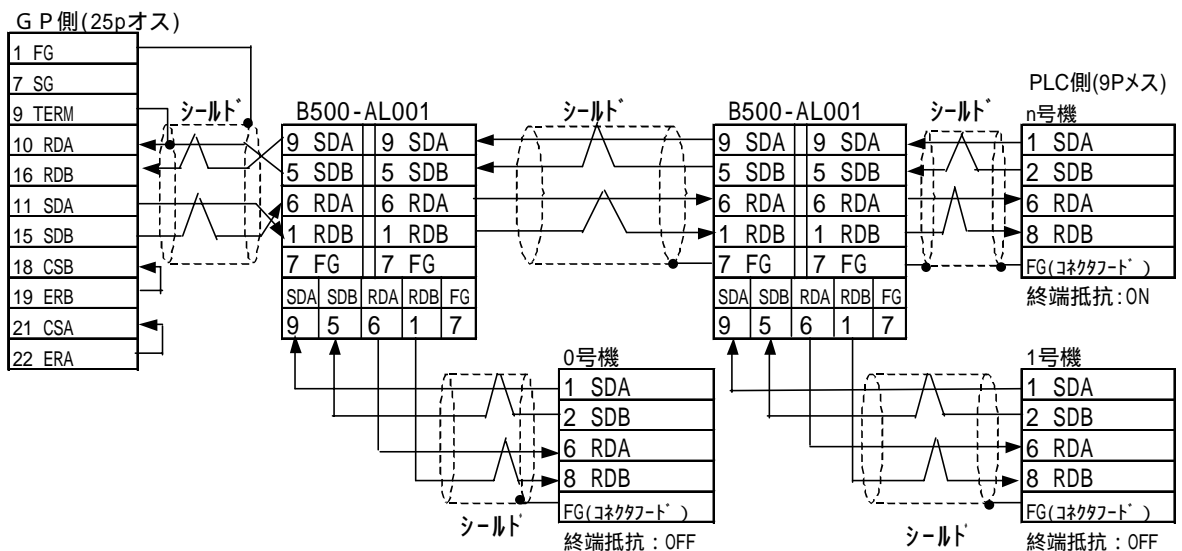 GP側(25pオス)
1 FG
7 SG
9 TERM
10 RDA
16 RDB
11 SDA
15 SDB
18 CSB
19 ERB
21 CSA
22 ERA
シールド
B500-AL001
9 SDA 9 SDA
5 SDB 5 SDB
6 RDA 6 RDA
1 RDB 1 RDB
7 FG 7 FG
SDA SDB RDA RDB FG
9 5 6 1 7
シールド
B500-AL001
9 SDA 9 SDA
5 SDB 5 SDB
6 RDA 6 RDA
1 RDB 1 RDB
7 FG 7 FG
SDA SDB RDA RDB FG
9 5 6 1 7
シールド
PLC側(9Pメス)
n号機
1 SDA
2 SDB
6 RDA
8 RDB
FG(コネクタフード)
終端抵抗:ON
0号機
1 SDA
2 SDB
6 RDA
8 RDB
FG(コネクタフード)
終端抵抗：OFF
シールド
1号機
1 SDA
2 SDB
6 RDA
8 RDB
FG(コネクタフード)
終端抵抗：OFF
シールド